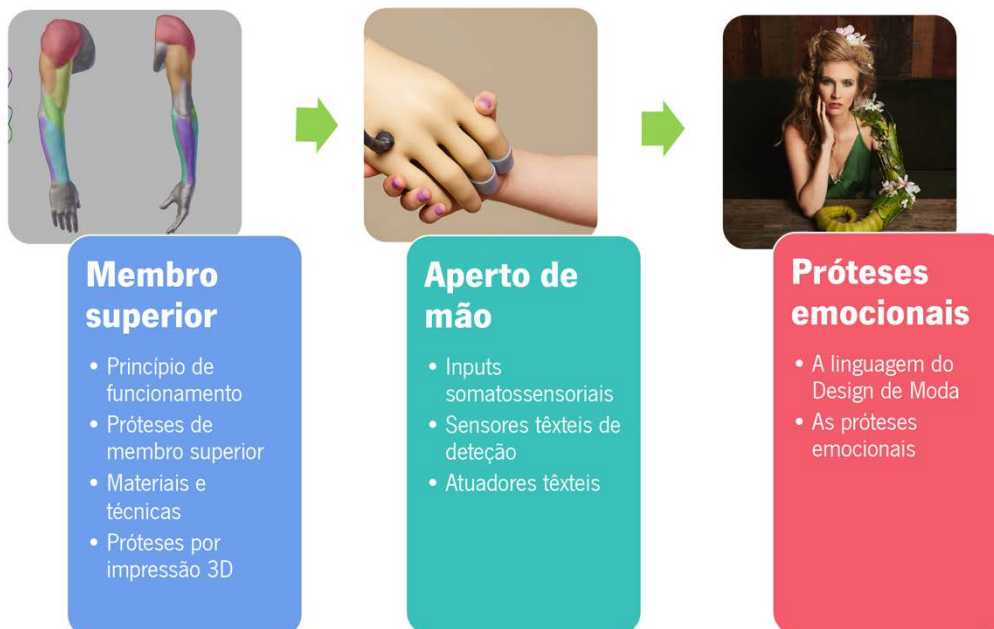 Membro
superior
• Princípio de
funcionamento
• Próteses de
membro superior
• Materiais e
técnicas
• Próteses por
impressão 3D
Aperto de
mão
• Inputs
somatossensoriais
• Sensores têxteis de
deteção
• Atuadores têxteis
Próteses
emocionais
• A linguagem do
Design de Moda
• As próteses
emocionais